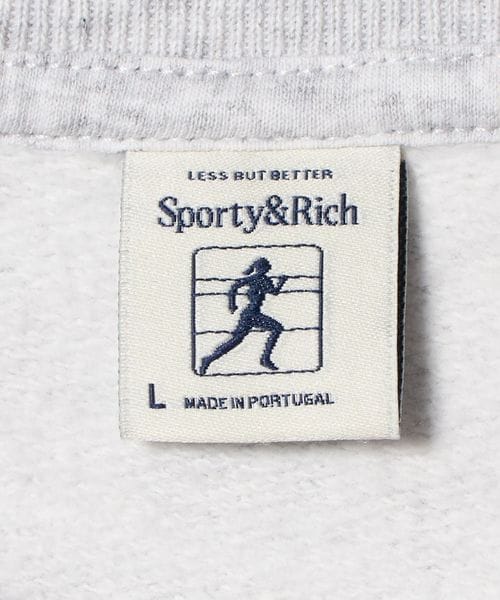 LESS BUT BETTER
Sporty&Rich
L MADE IN PORTUGAL